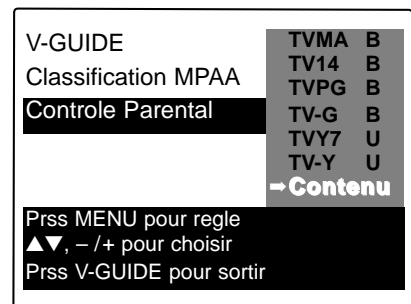 V-GUIDE
Classification MPAA
Controle Parental
TVMA B
TV14 B
TVPG B
TV-G B
TVY7 U
TV-Y U
➡Contenu
Prss MENU pour regle
▲▼, – /+ pour choisir
Prss V-GUIDE pour sortir